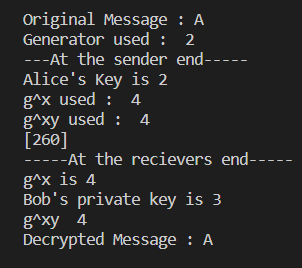 Original Message : A
Generator used :  2
---At the sender end-----
Alice's Key is 2
g^x used :  4
g^xy used :  4
[260]
-----At the recievers end-----
g^x is 4
Bob's private key is 3
g^xy  4
Decrypted Message : A